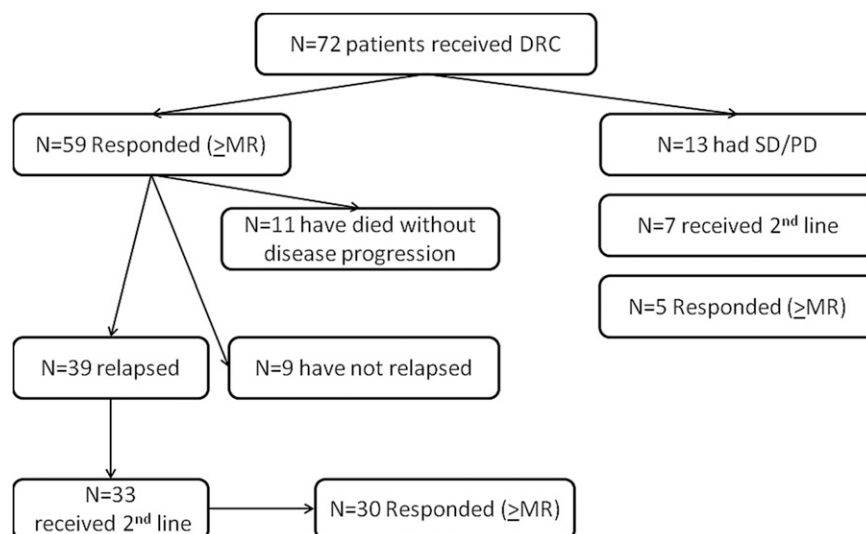 N=72 patients received DRC
N=59 Responded (≥MR)
N=13 had SD/PD
N=11 have died without
disease progression
N=7 received 2nd line
N=5 Responded (≥MR)
N=39 relapsed
N=9 have not relapsed
N=33
received 2nd line
N=30 Responded (≥MR)